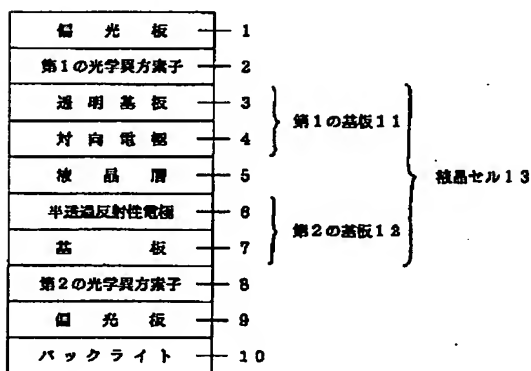 偏光板 1
第1の光学異方素子 2
透明基板 3
対向電極 4
第1の基板11
液晶層 5
液晶セル13
半透過反射性電極 6
第2の基板12
基板 7
第2の光学異方素子 8
偏光板 9
バックライト 10